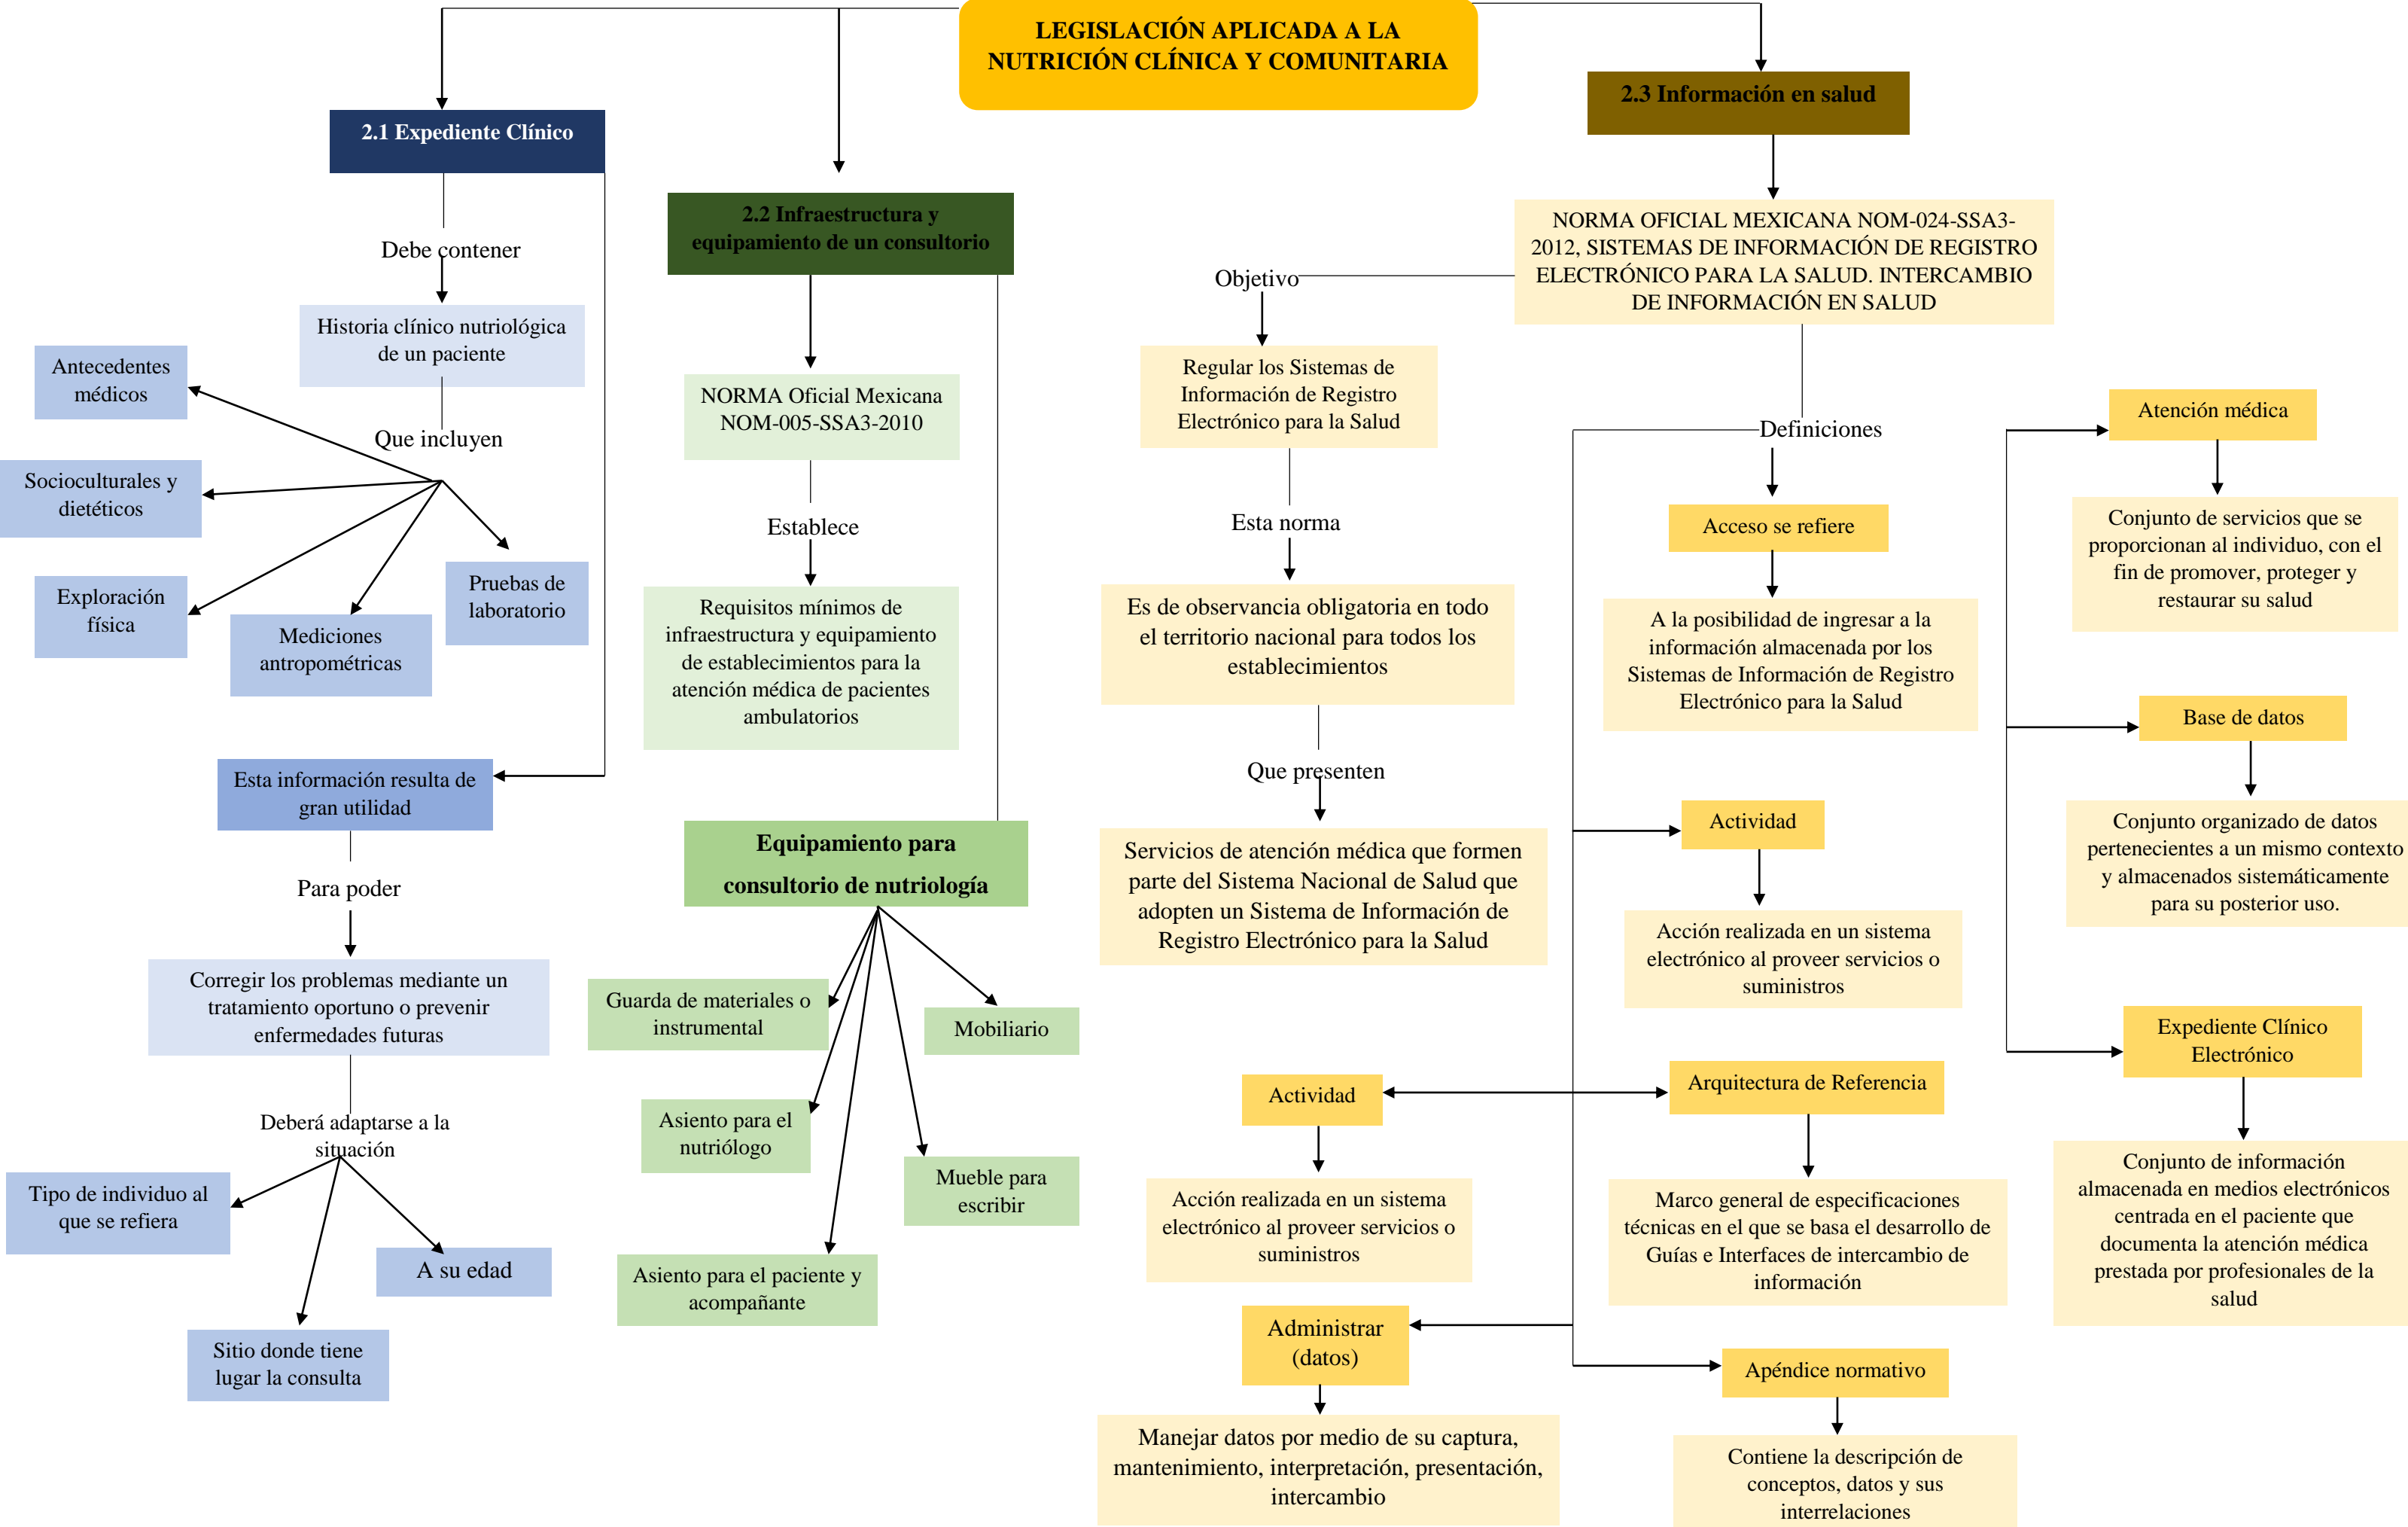 LEGISLACIÓN APLICADA A LA
NUTRICIÓN CLÍNICA Y COMUNITARIA
2.1 Expediente Clínico
Debe contener
Historia clínico nutriológica
de un paciente
Que incluyen
Antecedentes
médicos
Socioculturales y
dietéticos
Exploración
física
Mediciones
antropométricas
Pruebas de
laboratorio
Esta información resulta de
gran utilidad
Para poder
Corregir los problemas mediante un
tratamiento oportuno o prevenir
enfermedades futuras
Deberá adaptarse a la
situación
Tipo de individuo al
que se refiera
A su edad
Sitio donde tiene
lugar la consulta
2.2 Infraestructura y
equipamiento de un consultorio
NORMA Oficial Mexicana
NOM-005-SSA3-2010
Establece
Requisitos mínimos de
infraestructura y equipamiento
de establecimientos para la
atención médica de pacientes
ambulatorios
Equipamiento para
consultorio de nutriología
Guarda de materiales o
instrumental
Mobiliario
Asiento para el
nutriólogo
Mueble para
escribir
Asiento para el paciente y
acompañante
2.3 Información en salud
NORMA OFICIAL MEXICANA NOM-024-SSA3-
2012, SISTEMAS DE INFORMACIÓN DE REGISTRO
ELECTRÓNICO PARA LA SALUD. INTERCAMBIO
DE INFORMACIÓN EN SALUD
Objetivo
Regular los Sistemas de
Información de Registro
Electrónico para la Salud
Esta norma
Es de observancia obligatoria en todo
el territorio nacional para todos los
establecimientos
Que presenten
Servicios de atención médica que formen
parte del Sistema Nacional de Salud que
adopten un Sistema de Información de
Registro Electrónico para la Salud
Definiciones
Acceso se refiere
A la posibilidad de ingresar a la
información almacenada por los
Sistemas de Información de Registro
Electrónico para la Salud
Actividad
Acción realizada en un sistema
electrónico al proveer servicios o
suministros
Actividad
Acción realizada en un sistema
electrónico al proveer servicios o
suministros
Arquitectura de Referencia
Marco general de especificaciones
técnicas en el que se basa el desarrollo de
Guías e Interfaces de intercambio de
información
Administrar
(datos)
Manejar datos por medio de su captura,
mantenimiento, interpretación, presentación,
intercambio
Apéndice normativo
Contiene la descripción de
conceptos, datos y sus
interrelaciones
Atención médica
Conjunto de servicios que se
proporcionan al individuo, con el
fin de promover, proteger y
restaurar su salud
Base de datos
Conjunto organizado de datos
pertenecientes a un mismo contexto
y almacenados sistemáticamente
para su posterior uso.
Expediente Clínico
Electrónico
Conjunto de información
almacenada en medios electrónicos
centrada en el paciente que
documenta la atención médica
prestada por profesionales de la
salud